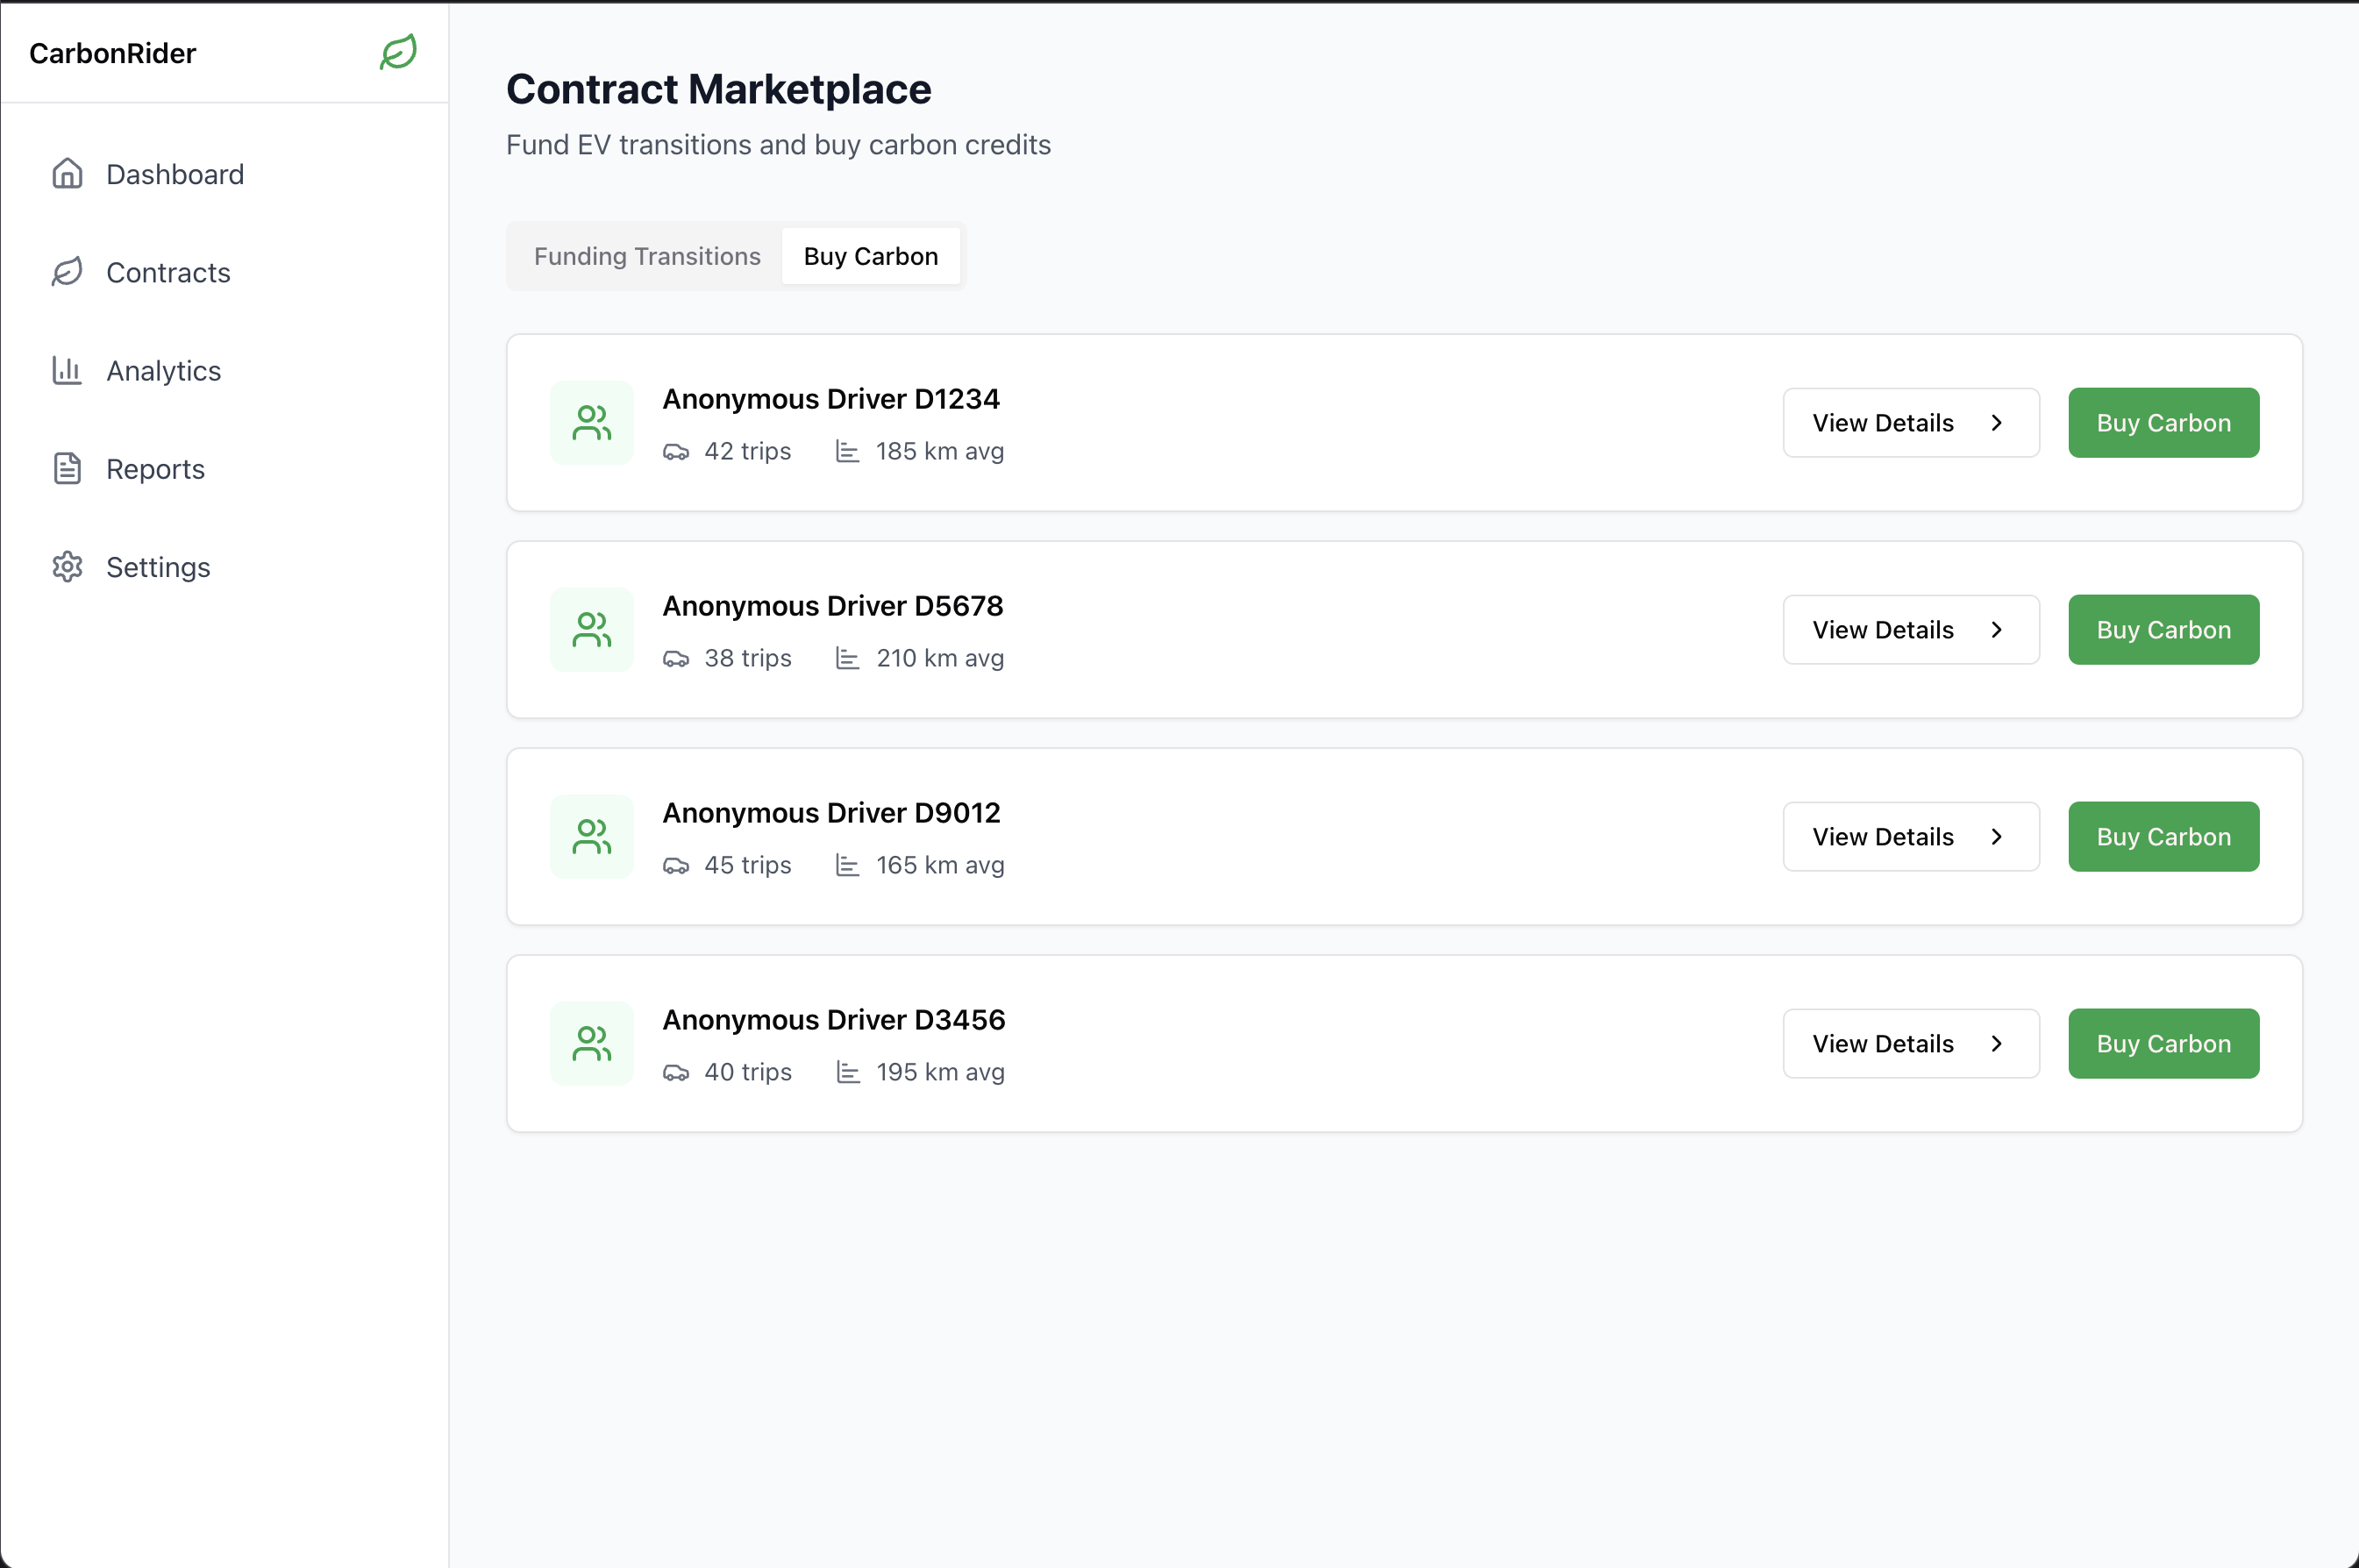 CarbonRider
Dashboard
Contracts
Analytics
Reports
Settings
Contract Marketplace
Fund EV transitions and buy carbon credits
Funding Transitions
Buy Carbon
Anonymous Driver D1234
42 trips 185 km avg
View Details
Buy Carbon
Anonymous Driver D5678
38 trips 210 km avg
View Details
Buy Carbon
Anonymous Driver D9012
45 trips 165 km avg
View Details
Buy Carbon
Anonymous Driver D3456
40 trips 195 km avg
View Details
Buy Carbon